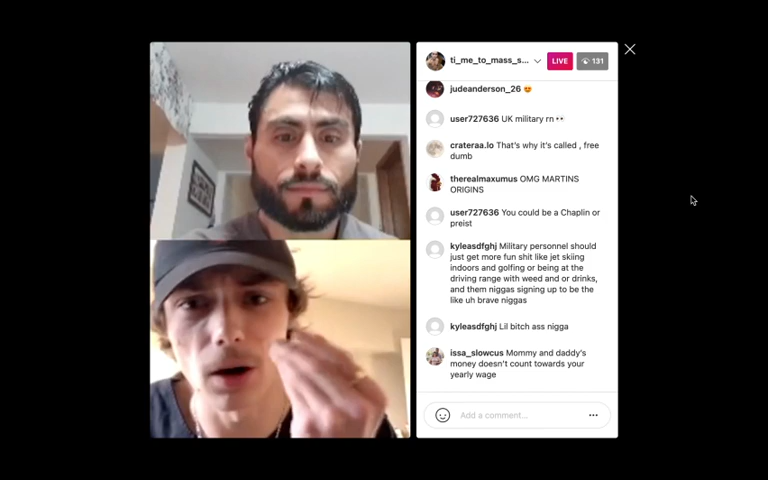 ti_me_to_mass_s... LIVE 131
judeanderson_26 😍
user727636 UK military rn 👀
crateraa.lo That's why it's called , free
dumb
therealmaxumus OMG MARTINS
ORIGINS
user727636 You could be a Chaplin or
preist
kyleasdfghj Military personnel should
just get more fun shit like jet skiing
indoors and golfing or being at the
driving range with weed and or drinks,
and them niggas signing up to be the
like uh brave niggas
kyleasdfghj Lil bitch ass nigga
issa_slowcus Mommy and daddy's
money doesn't count towards your
yearly wage
Add a comment...